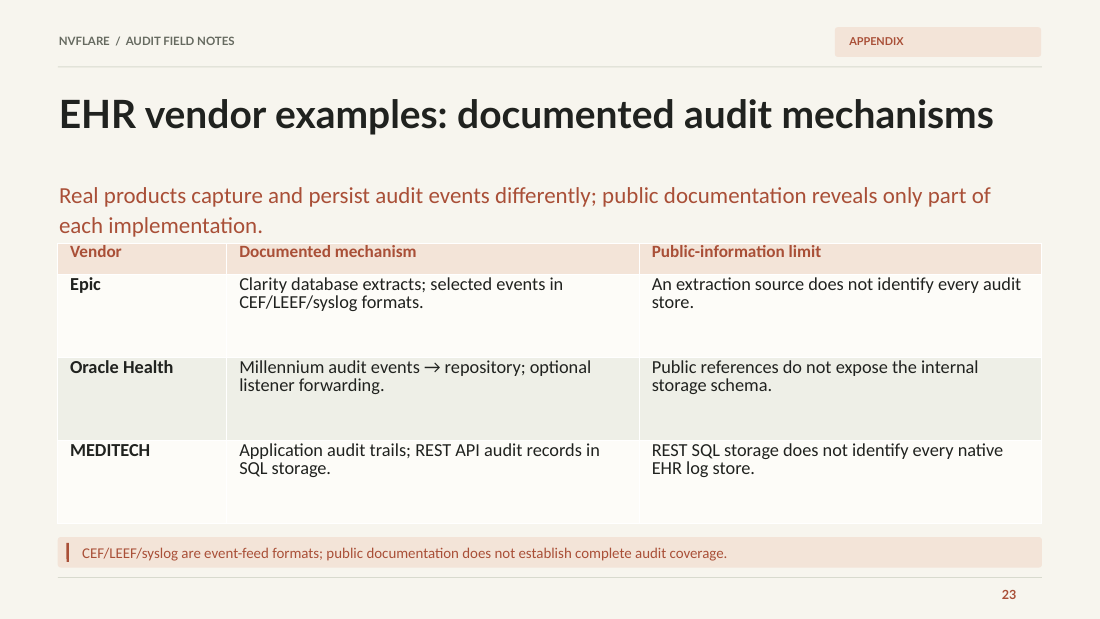 NVFLARE / AUDIT FIELD NOTES
APPENDIX
EHR vendor examples: documented audit mechanisms
Real products capture and persist audit events differently; public documentation reveals only part of
each implementation.
Vendor
Documented mechanism
Public-information limit
Epic
Clarity database extracts; selected events in
CEF/LEEF/syslog formats.
An extraction source does not identify every audit
store.
Oracle Health
Millennium audit events → repository; optional
listener forwarding.
Public references do not expose the internal
storage schema.
MEDITECH
Application audit trails; REST API audit records in
SQL storage.
REST SQL storage does not identify every native
EHR log store.
CEF/LEEF/syslog are event-feed formats; public documentation does not establish complete audit coverage.
23